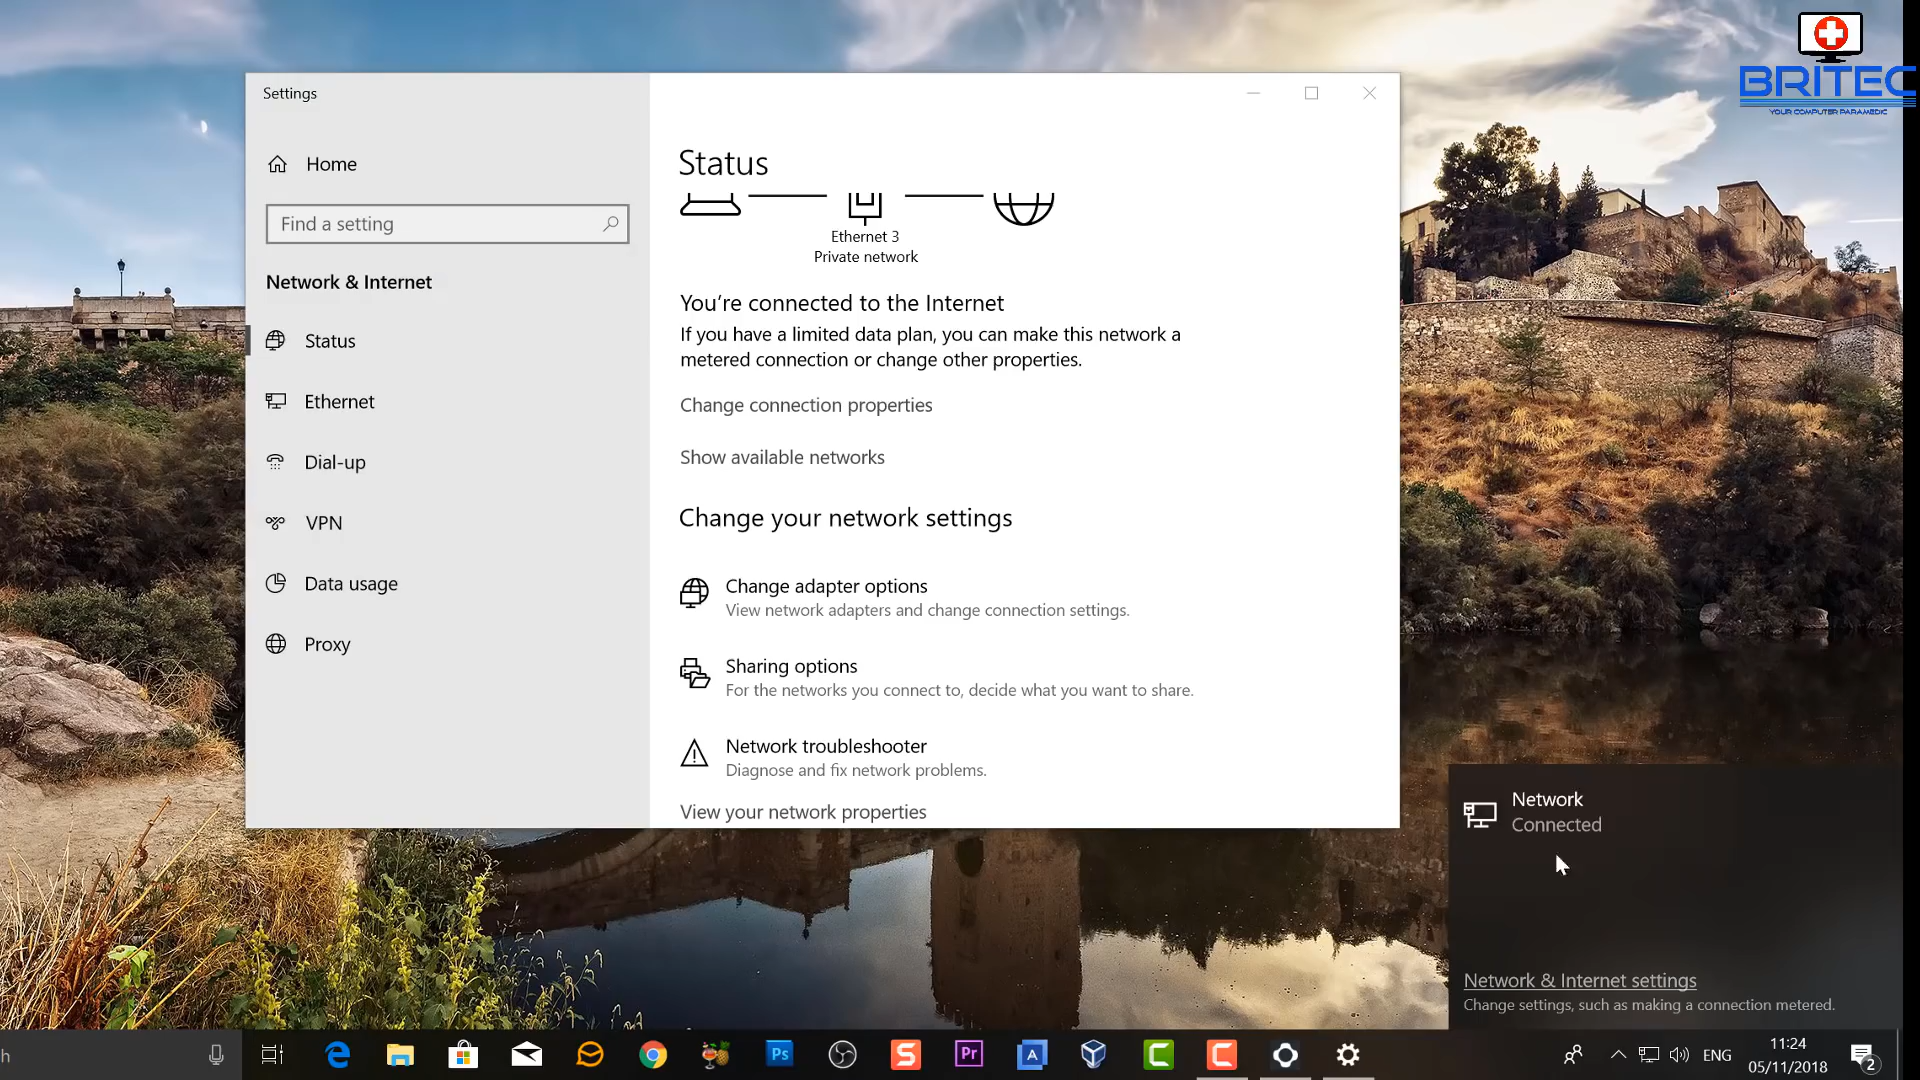 BRITEC
YOUR COMPUTER PARAMEDIC
Settings
Home
Find a setting
Network & Internet
Status
Ethernet
Dial-up
VPN
Data usage
Proxy
Status
Ethernet 3
Private network
You’re connected to the Internet
If you have a limited data plan, you can make this network a
metered connection or change other properties.
Change connection properties
Show available networks
Change your network settings
Change adapter options
View network adapters and change connection settings.
Sharing options
For the networks you connect to, decide what you want to share.
Network troubleshooter
Diagnose and fix network problems.
View your network properties
Network
Connected
Network & Internet settings
Change settings, such as making a connection metered.
h
Ps
S
Pr
A
C
C
ENG
11:24
05/11/2018
2